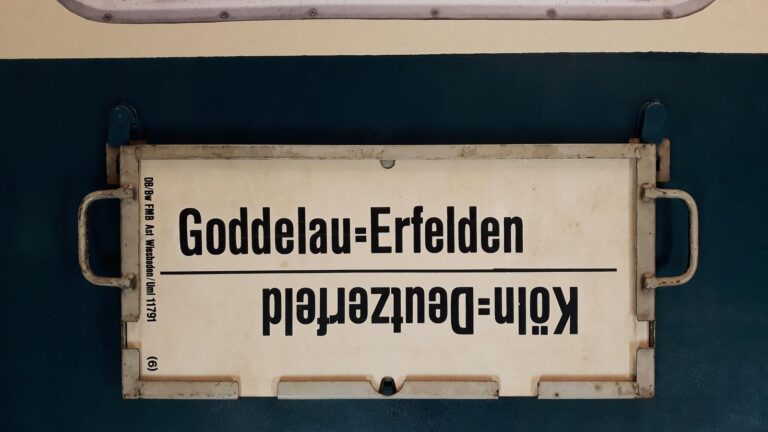 Goddelau=Erfelden
Köln=Deutzerfeld
DB/Bw FMB Ast Wiesbaden/Uml 11791 (6)